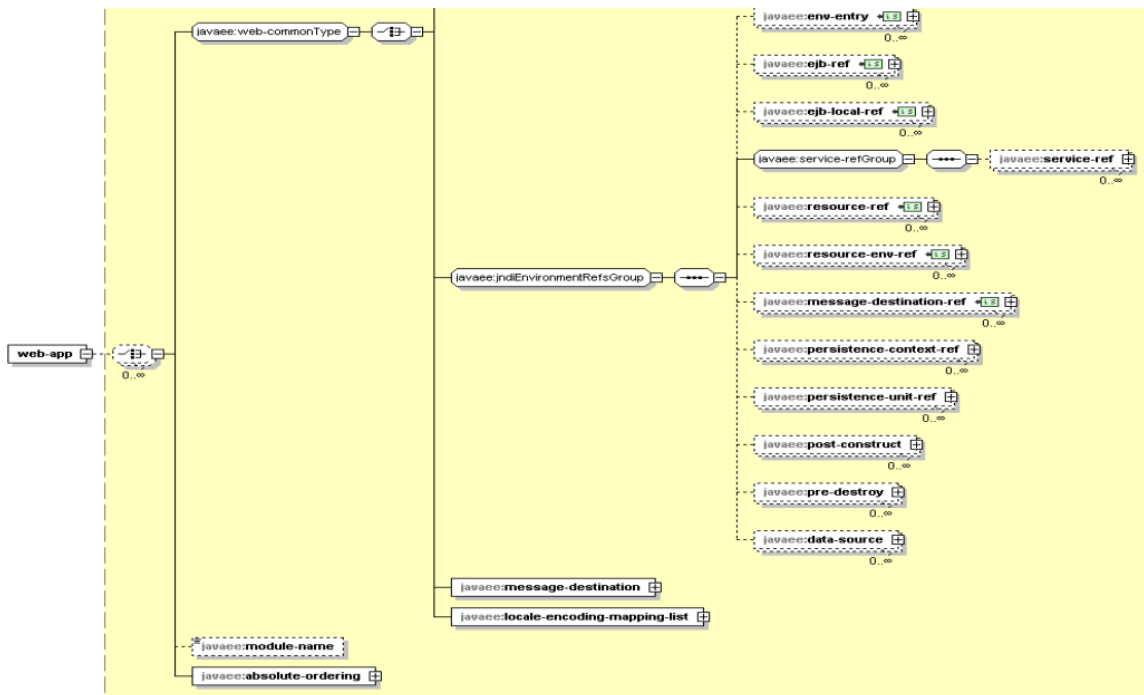 javaee:env-entry
0..∞
javaee:web-commonType
javaee:ejb-ref
0..∞
javaee:ejb-local-ref
0..∞
javaee:service-refGroup
javaee:service-ref
0..∞
javaee:resource-ref
0..∞
javaee:resource-env-ref
0..∞
javaee:jndiEnvironmentRefsGroup
javaee:message-destination-ref
0..∞
web-app
0..∞
javaee:persistence-context-ref
0..∞
javaee:persistence-unit-ref
0..∞
javaee:post-construct
0..∞
javaee:pre-destroy
0..∞
javaee:data-source
0..∞
javaee:message-destination
javaee:locale-encoding-mapping-list
javaee:module-name
javaee:absolute-ordering